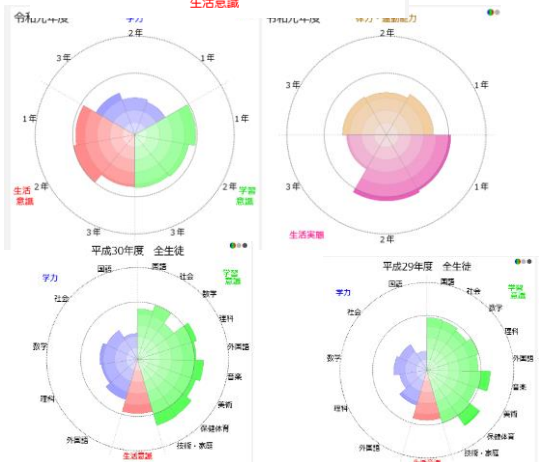 生活意識
令和元年度
学力
2年
3年
1年
1年
2年
3年
3年
2年
生活
意識
学習
意識
令和元年度
体力・運動能力
2年
3年
1年
3年
1年
2年
生活実態
平成30年度 全生徒
学力
学習
意識
国語
国語
社会
社会
数学
数学
理科
理科
外国語
外国語
音楽
美術
保健体育
技術・家庭
生活意識
平成29年度 全生徒
学力
学習
意識
国語
国語
社会
社会
数学
数学
理科
理科
外国語
外国語
音楽
美術
保健体育
技術・家庭